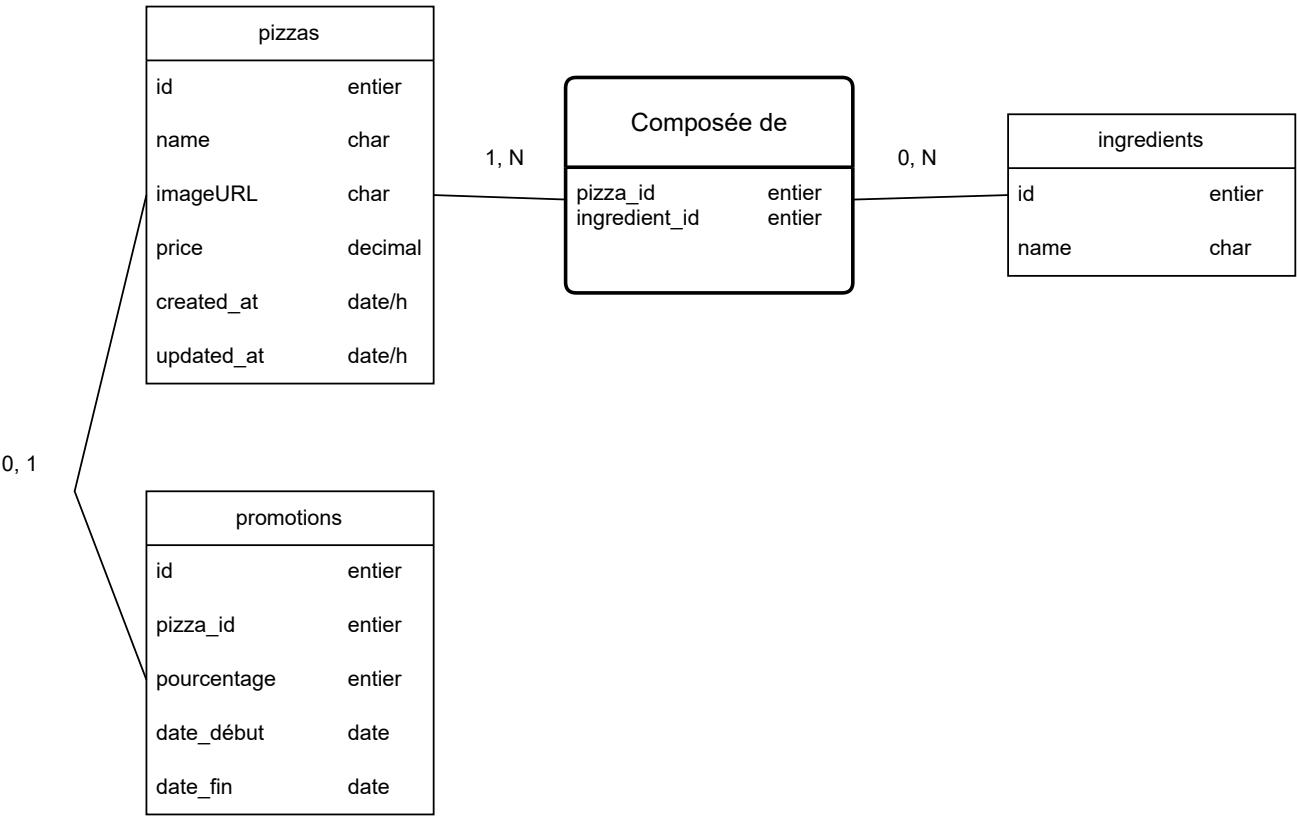 pizzas
id entier
name char
imageURL char
price decimal
created_at date/h
updated_at date/h
1, N
Composée de
pizza_id entier
ingredient_id entier
0, N
ingredients
id entier
name char
0, 1
promotions
id entier
pizza_id entier
pourcentage entier
date_début date
date_fin date